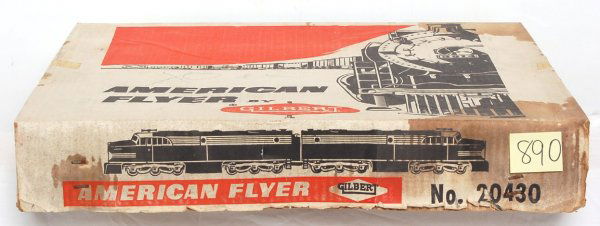 AMERICAN
FLYER BY
GILBERT
890
AMERICAN FLYER GILBERT No. 20430